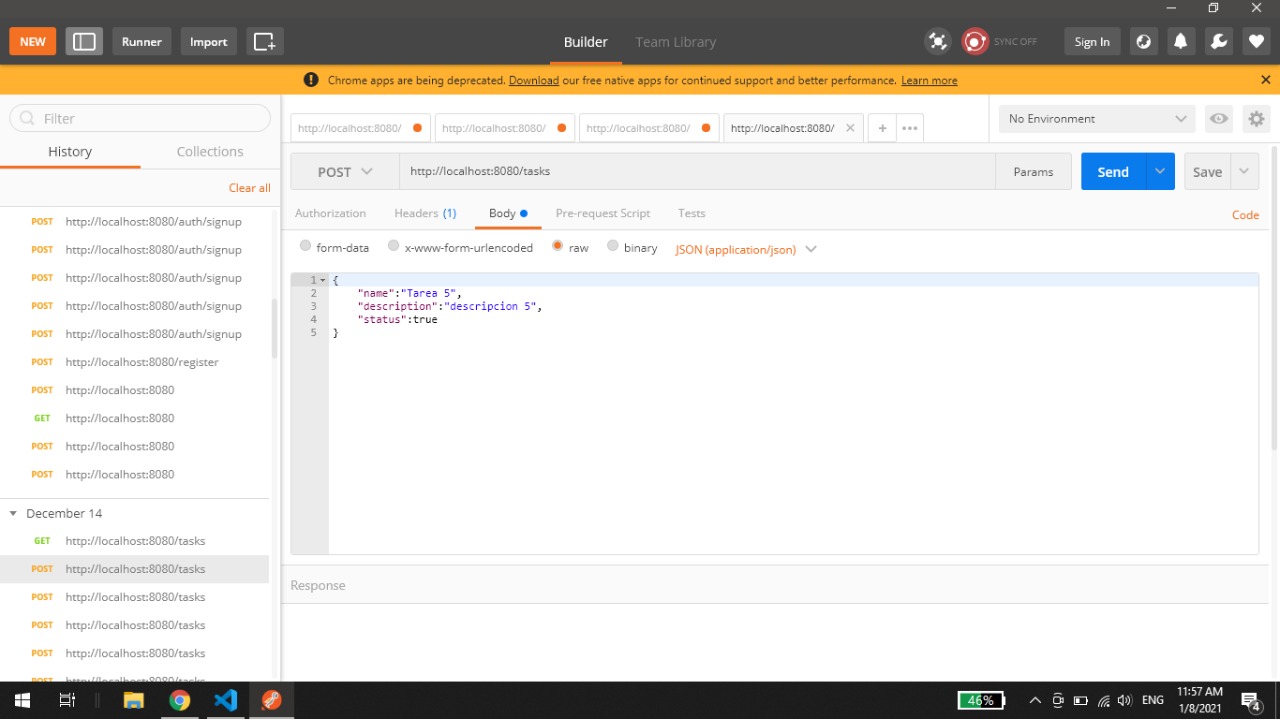 NEW Runner Import Builder Team Library SYNC OFF Sign In
Chrome apps are being deprecated. Download our free native apps for continued support and better performance. Learn more
Filter
History Collections
Clear all
POST http://localhost:8080/auth/signup
POST http://localhost:8080/auth/signup
POST http://localhost:8080/auth/signup
POST http://localhost:8080/auth/signup
POST http://localhost:8080/auth/signup
POST http://localhost:8080/register
POST http://localhost:8080
GET http://localhost:8080
POST http://localhost:8080
POST http://localhost:8080
December 14
GET http://localhost:8080/tasks
POST http://localhost:8080/tasks
POST http://localhost:8080/tasks
POST http://localhost:8080/tasks
POST http://localhost:8080/tasks
POST http://localhost:8080/tasks
http://localhost:8080/ http://localhost:8080/ http://localhost:8080/ http://localhost:8080/ No Environment
POST http://localhost:8080/tasks Params Send Save
Authorization Headers (1) Body Pre-request Script Tests Code
form-data x-www-form-urlencoded raw binary JSON (application/json)
1 {
2 "name":"Tarea 5",
3 "description":"descripcion 5",
4 "status":true
5 }
Response
46% ENG 11:57 AM
1/8/2021 4